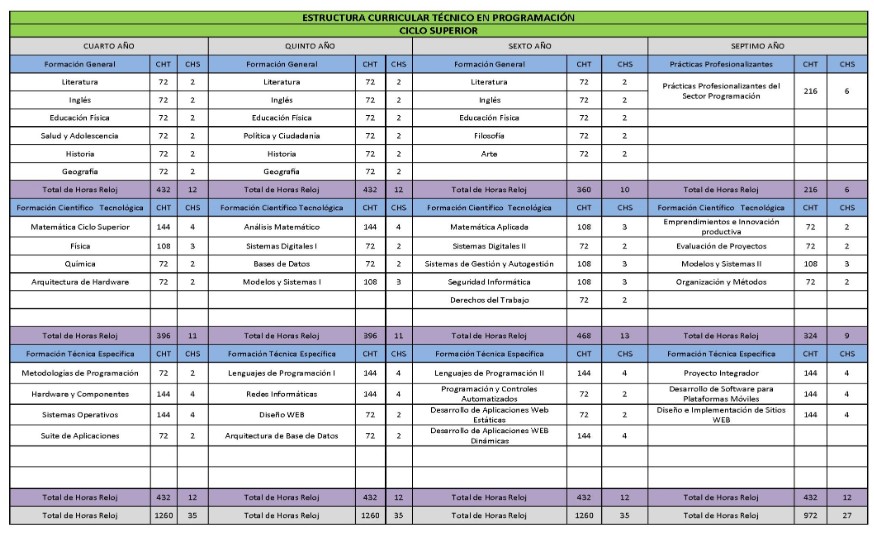 ESTRUCTURA CURRICULAR TÉCNICO EN PROGRAMACIÓN
CICLO SUPERIOR
CUARTO AÑO QUINTO AÑO SEXTO AÑO SEPTIMO AÑO
Formación General CHT CHS Formación General CHT CHS Formación General CHT CHS Prácticas Profesionalizantes CHT CHS
Literatura 72 2 Literatura 72 2 Literatura 72 2 Prácticas Profesionalizantes del
Sector Programación 216 6
Inglés 72 2 Inglés 72 2 Inglés 72 2
Educación Física 72 2 Educación Física 72 2 Educación Física 72 2
Salud y Adolescencia 72 2 Política y Ciudadania 72 2 Filosofía 72 2
Historia 72 2 Historia 72 2 Arte 72 2
Geografía 72 2 Geografía 72 2
Total de Horas Reloj 432 12 Total de Horas Reloj 432 12 Total de Horas Reloj 360 10 Total de Horas Reloj 216 6
Formación Científico Tecnológica CHT CHS Formación Científico Tecnológica CHT CHS Formación Científico Tecnológica CHT CHS Formación Científico Tecnológica CHT CHS
Matemática Ciclo Superior 144 4 Análisis Matemático 144 4 Matemática Aplicada 108 3 Emprendimientos e Innovación
productiva 72 2
Física 108 3 Sistemas Digitales I 72 2 Sistemas Digitales II 72 2 Evaluación de Proyectos 72 2
Química 72 2 Bases de Datos 72 2 Sistemas de Gestión y Autogestión 108 3 Modelos y Sistemas II 108 3
Arquitectura de Hardware 72 2 Modelos y Sistemas I 108 3 Seguridad Informática 108 3 Organización y Métodos 72 2
Derechos del Trabajo 72 2
Total de Horas Reloj 396 11 Total de Horas Reloj 396 11 Total de Horas Reloj 468 13 Total de Horas Reloj 324 9
Formación Técnica Específica CHT CHS Formación Técnica Específica CHT CHS Formación Técnica Específica CHT CHS Formación Técnica Específica CHT CHS
Metodologías de Programación 72 2 Lenguajes de Programación I 144 4 Lenguajes de Programación II 144 4 Proyecto Integrador 144 4
Hardware y Componentes 144 4 Redes Informáticas 144 4 Programación y Controles
Automatizados 72 2 Desarrollo de Software para
Plataformas Móviles 144 4
Sistemas Operativos 144 4 Diseño WEB 72 2 Desarrollo de Aplicaciones Web
Estáticas 72 2 Diseño e Implementación de Sitios
WEB 144 4
Suite de Aplicaciones 72 2 Arquitectura de Base de Datos 72 2 Desarrollo de Aplicaciones WEB
Dinámicas 144 4
Total de Horas Reloj 432 12 Total de Horas Reloj 432 12 Total de Horas Reloj 432 12 Total de Horas Reloj 432 12
Total de Horas Reloj 1260 35 Total de Horas Reloj 1260 35 Total de Horas Reloj 1260 35 Total de Horas Reloj 972 27